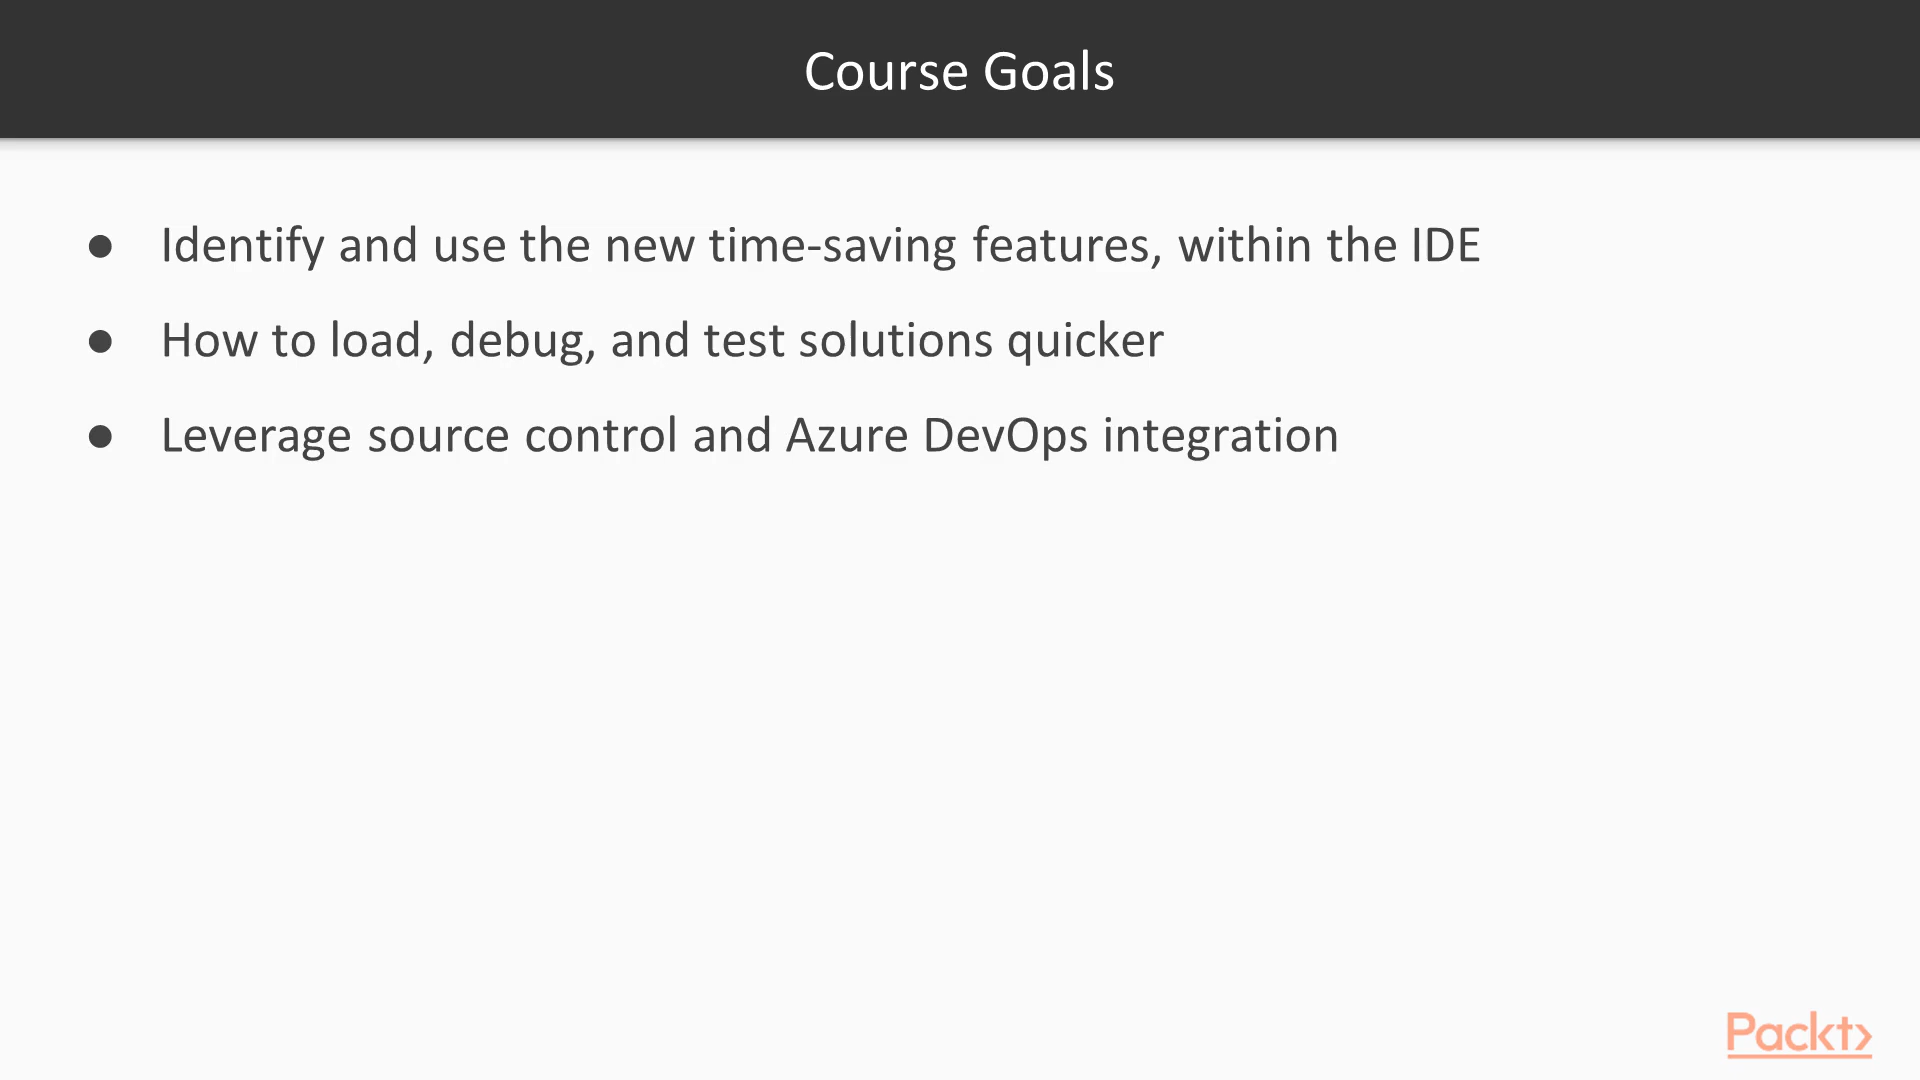 Course Goals
● Identify and use the new time-saving features, within the IDE
● How to load, debug, and test solutions quicker
● Leverage source control and Azure DevOps integration
Packt>